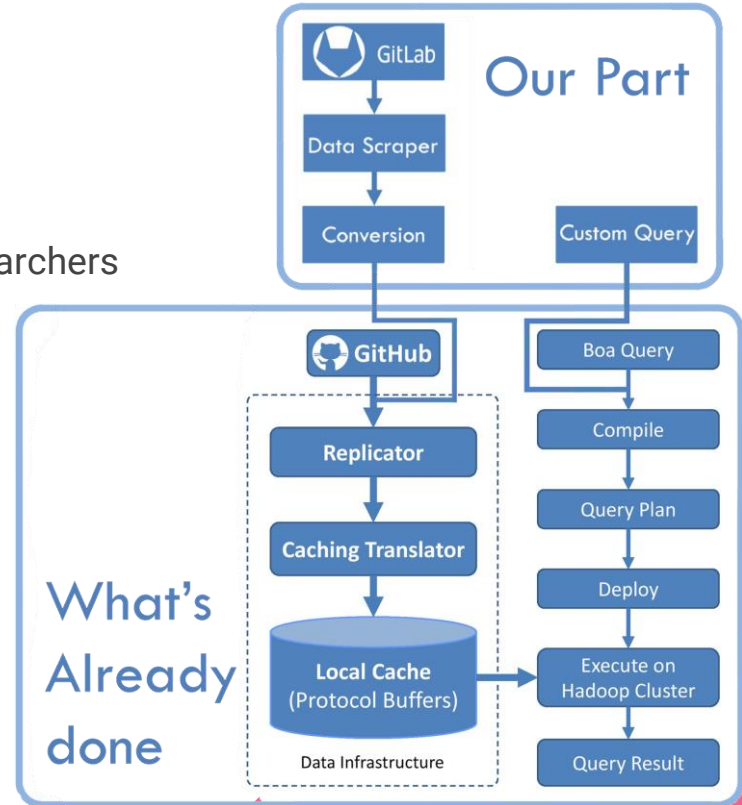 GitLab
Our Part
Data Scraper
Conversion
Custom Query
GitHub
Boa Query
Replicator
Compile
Caching Translator
Query Plan
What's
Already
done
Deploy
Local Cache
(Protocol Buffers)
Execute on
Hadoop Cluster
Data Infrastructure
Query Result